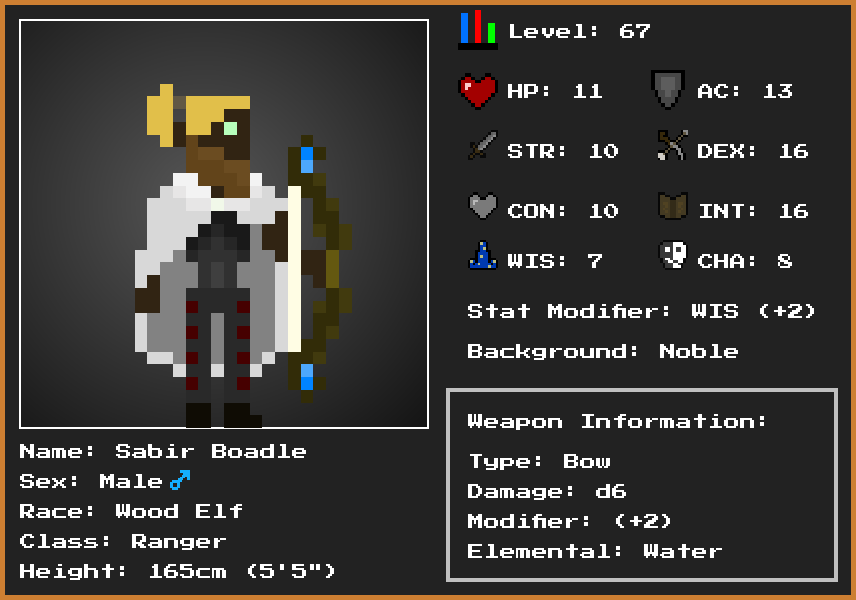 Level: 67
HP: 11 AC: 13
STR: 10 DEX: 16
CON: 10 INT: 16
WIS: 7 CHA: 8
Stat Modifier: WIS (+2)
Background: Noble
Weapon Information:
Type: Bow
Damage: d6
Modifier: (+2)
Elemental: Water
Name: Sabir Boadle
Sex: Male♂
Race: Wood Elf
Class: Ranger
Height: 165cm (5'5")